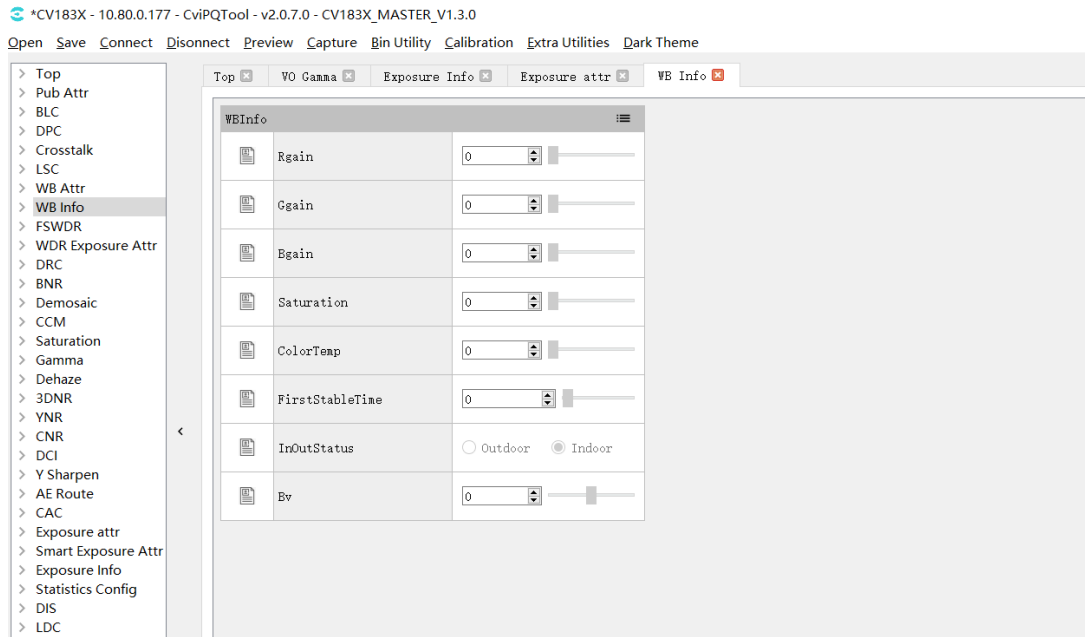 *CV183X - 10.80.0.177 - CviPQTool - v2.0.7.0 - CV183X_MASTER_V1.3.0
Open Save Connect Disonnect Preview Capture Bin Utility Calibration Extra Utilities Dark Theme
Top
Pub Attr
BLC
DPC
Crosstalk
LSC
WB Attr
WB Info
FSWDR
WDR Exposure Attr
DRC
BNR
Demosaic
CCM
Saturation
Gamma
Dehaze
3DNR
YNR
CNR
DCI
Y Sharpen
AE Route
CAC
Exposure attr
Smart Exposure Attr
Exposure Info
Statistics Config
DIS
LDC
Top VO Gamma Exposure Info Exposure attr WB Info
WBInfo
Rgain 0
Ggain 0
Bgain 0
Saturation 0
ColorTemp 0
FirstStableTime 0
InOutStatus Outdoor Indoor
Bv 0